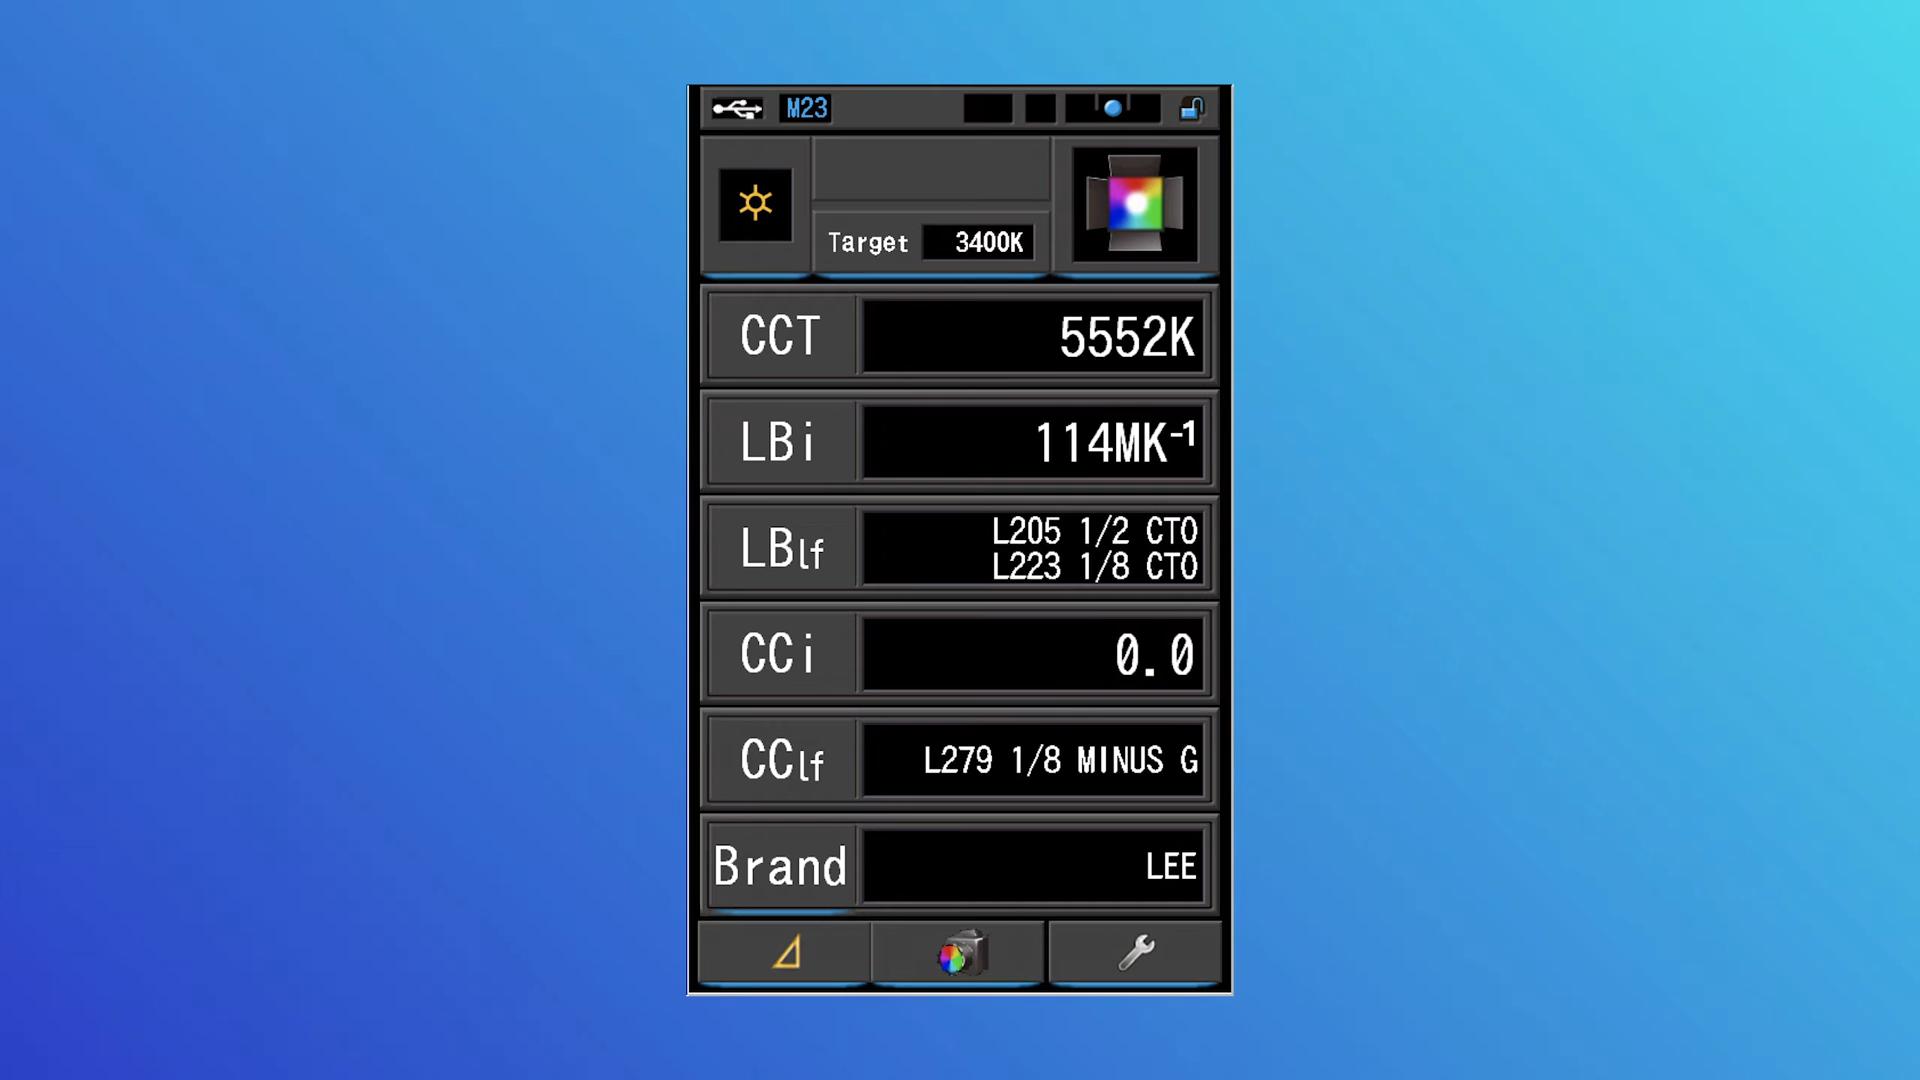 M23
Target 3400K
CCT 5552K
LBi 114MK⁻¹
LBlf L205 1/2 CTO
L223 1/8 CTO
CCi 0.0
CClf L279 1/8 MINUS G
Brand LEE